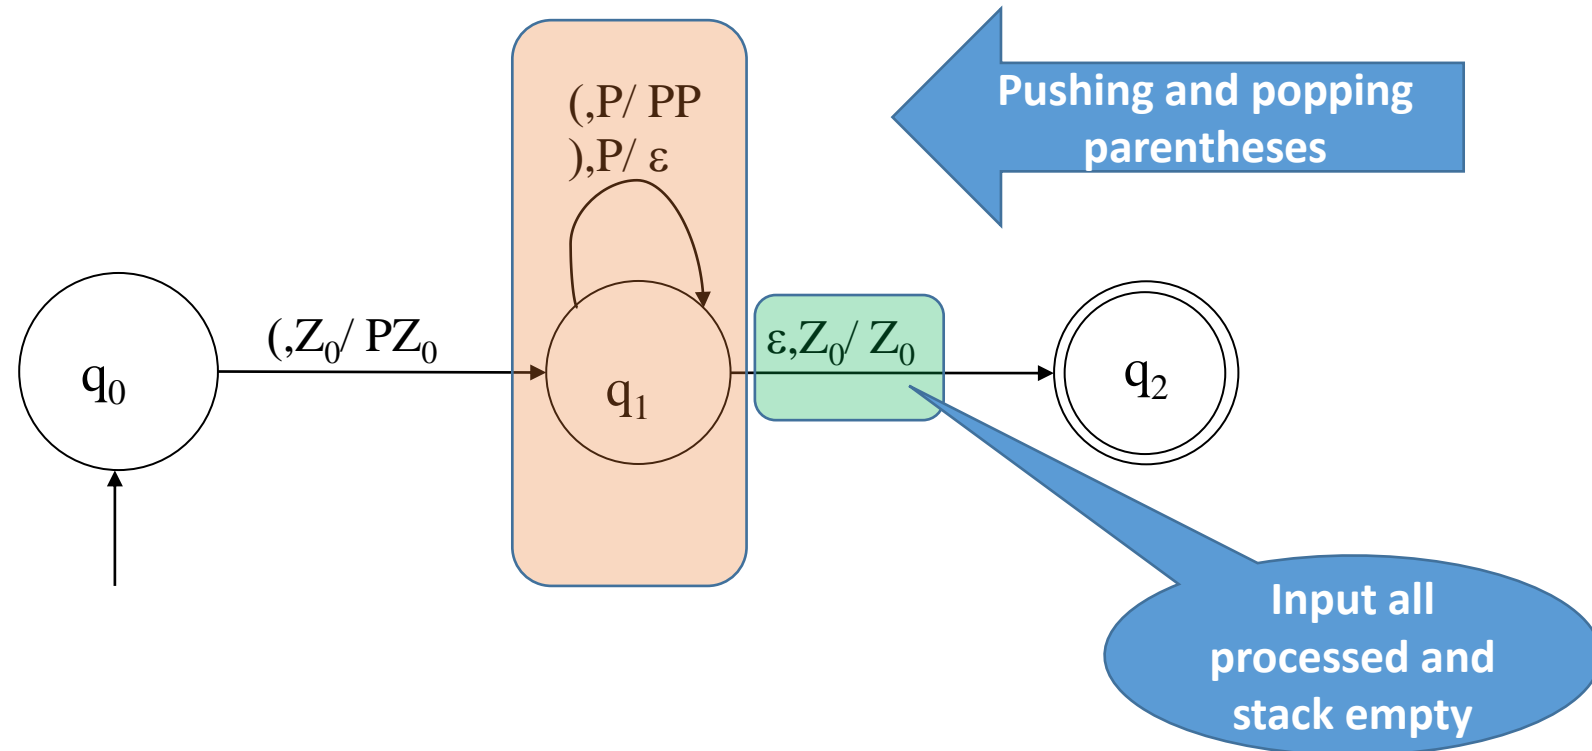 (,P/ PP
),P/ ε
Pushing and popping
parentheses
q₀
(,Z₀/ PZ₀
q₁
ε,Z₀/ Z₀
q₂
Input all
processed and
stack empty